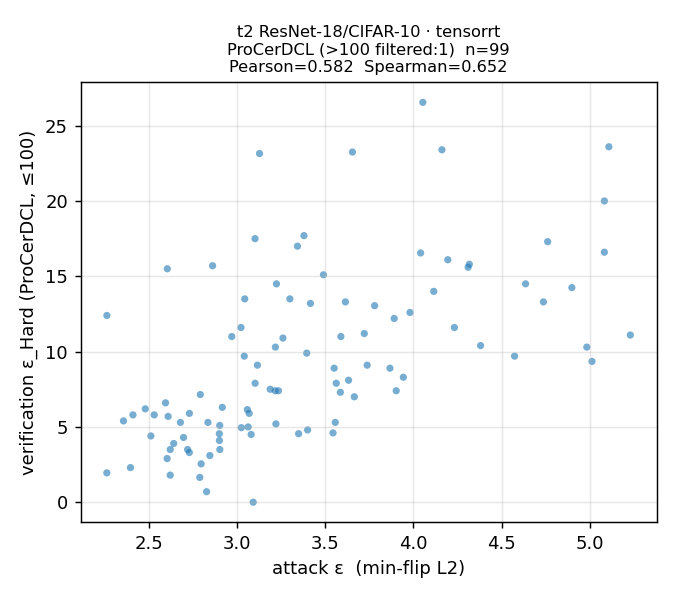 t2 ResNet-18/CIFAR-10 · tensorrt
ProCerDCL (>100 filtered:1)  n=99
Pearson=0.582  Spearman=0.652
verification ε_Hard (ProCerDCL, ≤100)
25
20
15
10
5
0
2.5 3.0 3.5 4.0 4.5 5.0
attack ε  (min-flip L2)